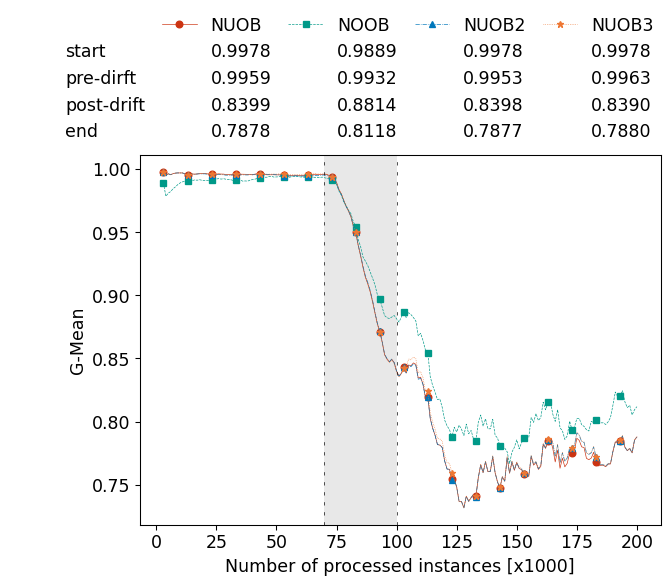 NUOB NOOB NUOB2 NUOB3
start 0.9978 0.9889 0.9978 0.9978
pre-dirft 0.9959 0.9932 0.9953 0.9963
post-drift 0.8399 0.8814 0.8398 0.8390
end 0.7878 0.8118 0.7877 0.7880
1.00
0.95
0.90
0.85
0.80
0.75
G-Mean
0 25 50 75 100 125 150 175 200
Number of processed instances [x1000]